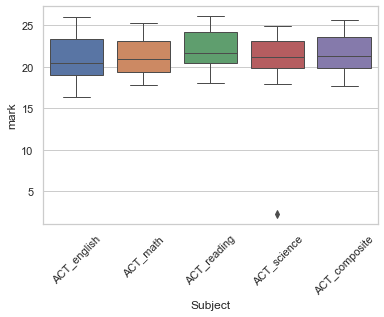 25
20
15
10
5
mark
ACT_english
ACT_math
ACT_reading
ACT_science
ACT_composite
Subject